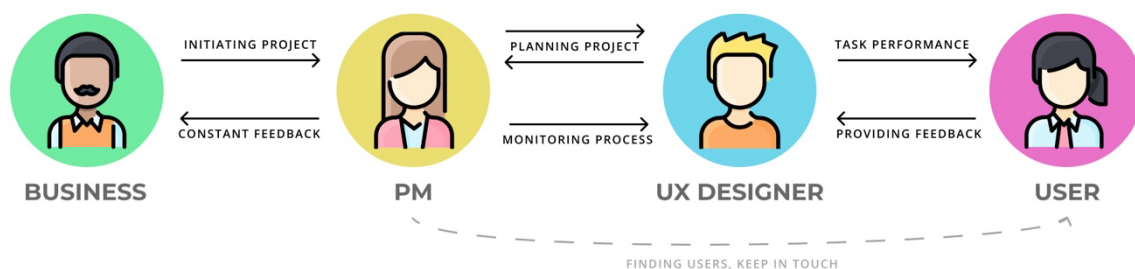 INITIATING PROJECT
PLANNING PROJECT
TASK PERFORMANCE
CONSTANT FEEDBACK
MONITORING PROCESS
PROVIDING FEEDBACK
BUSINESS
PM
UX DESIGNER
USER
FINDING USERS, KEEP IN TOUCH